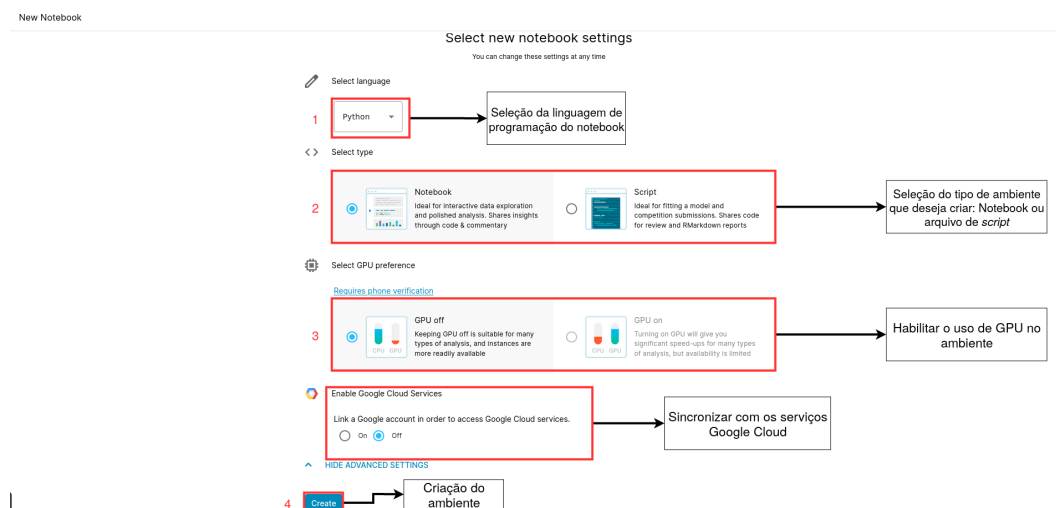 New Notebook
Select new notebook settings
You can change these settings at any time
Select language
1
Python
Seleção da linguagem de
programação do notebook
Select type
2
Notebook
Ideal for interactive data exploration
and polished analysis. Shares insights
through code & commentary
Script
Ideal for fitting a model and
competition submissions. Shares code
for review and RMarkdown reports
Seleção do tipo de ambiente
que deseja criar: Notebook ou
arquivo de script
Select GPU preference
Requires phone verification
3
CPU GPU
GPU off
Keeping GPU off is suitable for many
types of analysis, and instances are
more readily available
CPU GPU
GPU on
Turning on GPU will give you
significant speed-ups for many types
of analysis, but availability is limited
Habilitar o uso de GPU no
ambiente
Enable Google Cloud Services
Link a Google account in order to access Google Cloud services.
On Off
Sincronizar com os serviços
Google Cloud
HIDE ADVANCED SETTINGS
4
Create
Criação do
ambiente